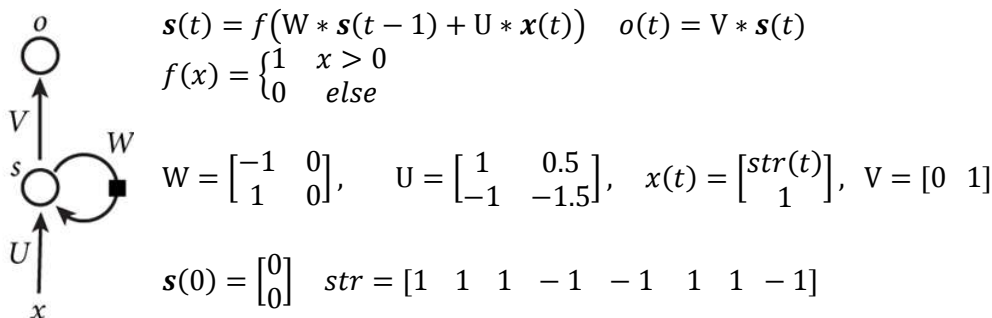 o
V
W
s
U
x
𝒔(𝑡) = 𝑓(W ∗ 𝒔(𝑡 − 1) + U ∗ 𝒙(𝑡))   𝑜(𝑡) = V ∗ 𝒔(𝑡)
𝑓(𝑥) = {1   𝑥 > 0
0   𝑒𝑙𝑠𝑒
W = [−1 0; 1 0],   U = [1 0.5; −1 −1.5],   𝑥(𝑡) = [𝑠𝑡𝑟(𝑡); 1],   V = [0 1]
𝒔(0) = [0; 0]   𝑠𝑡𝑟 = [1 1 1 − 1 − 1 1 1 − 1]